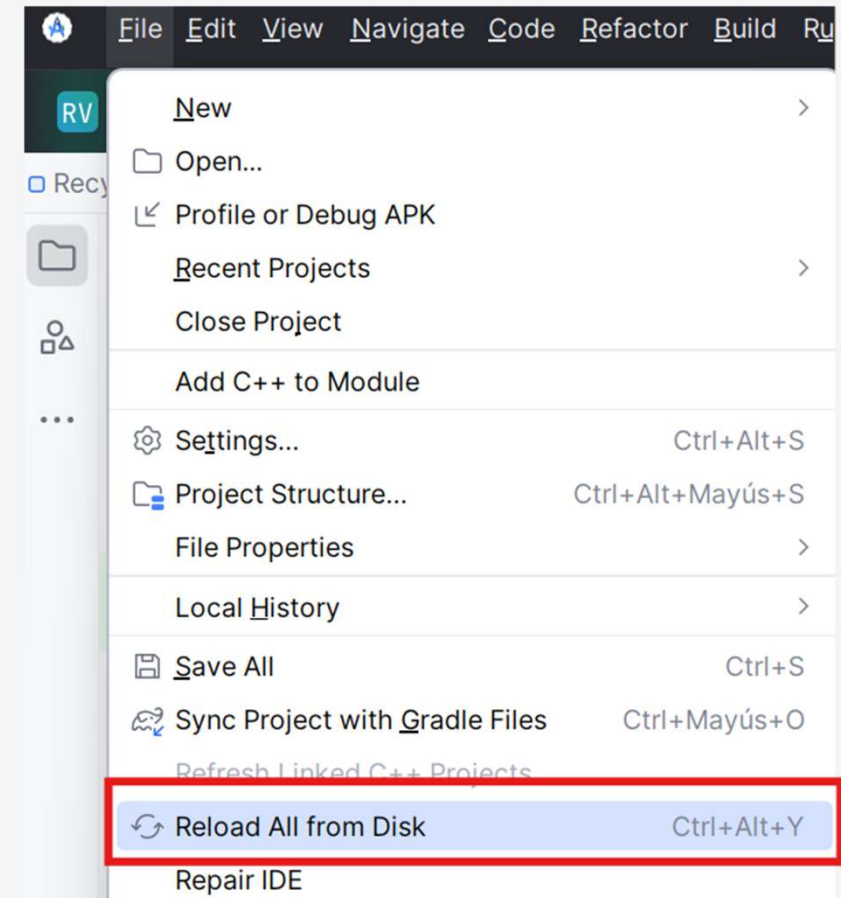 File Edit View Navigate Code Refactor Build Ru
RV
Recy
New
Open...
Profile or Debug APK
Recent Projects
Close Project
Add C++ to Module
Settings... Ctrl+Alt+S
Project Structure... Ctrl+Alt+Mayús+S
File Properties
Local History
Save All Ctrl+S
Sync Project with Gradle Files Ctrl+Mayús+O
Refresh Linked C++ Projects
Reload All from Disk Ctrl+Alt+Y
Repair IDE